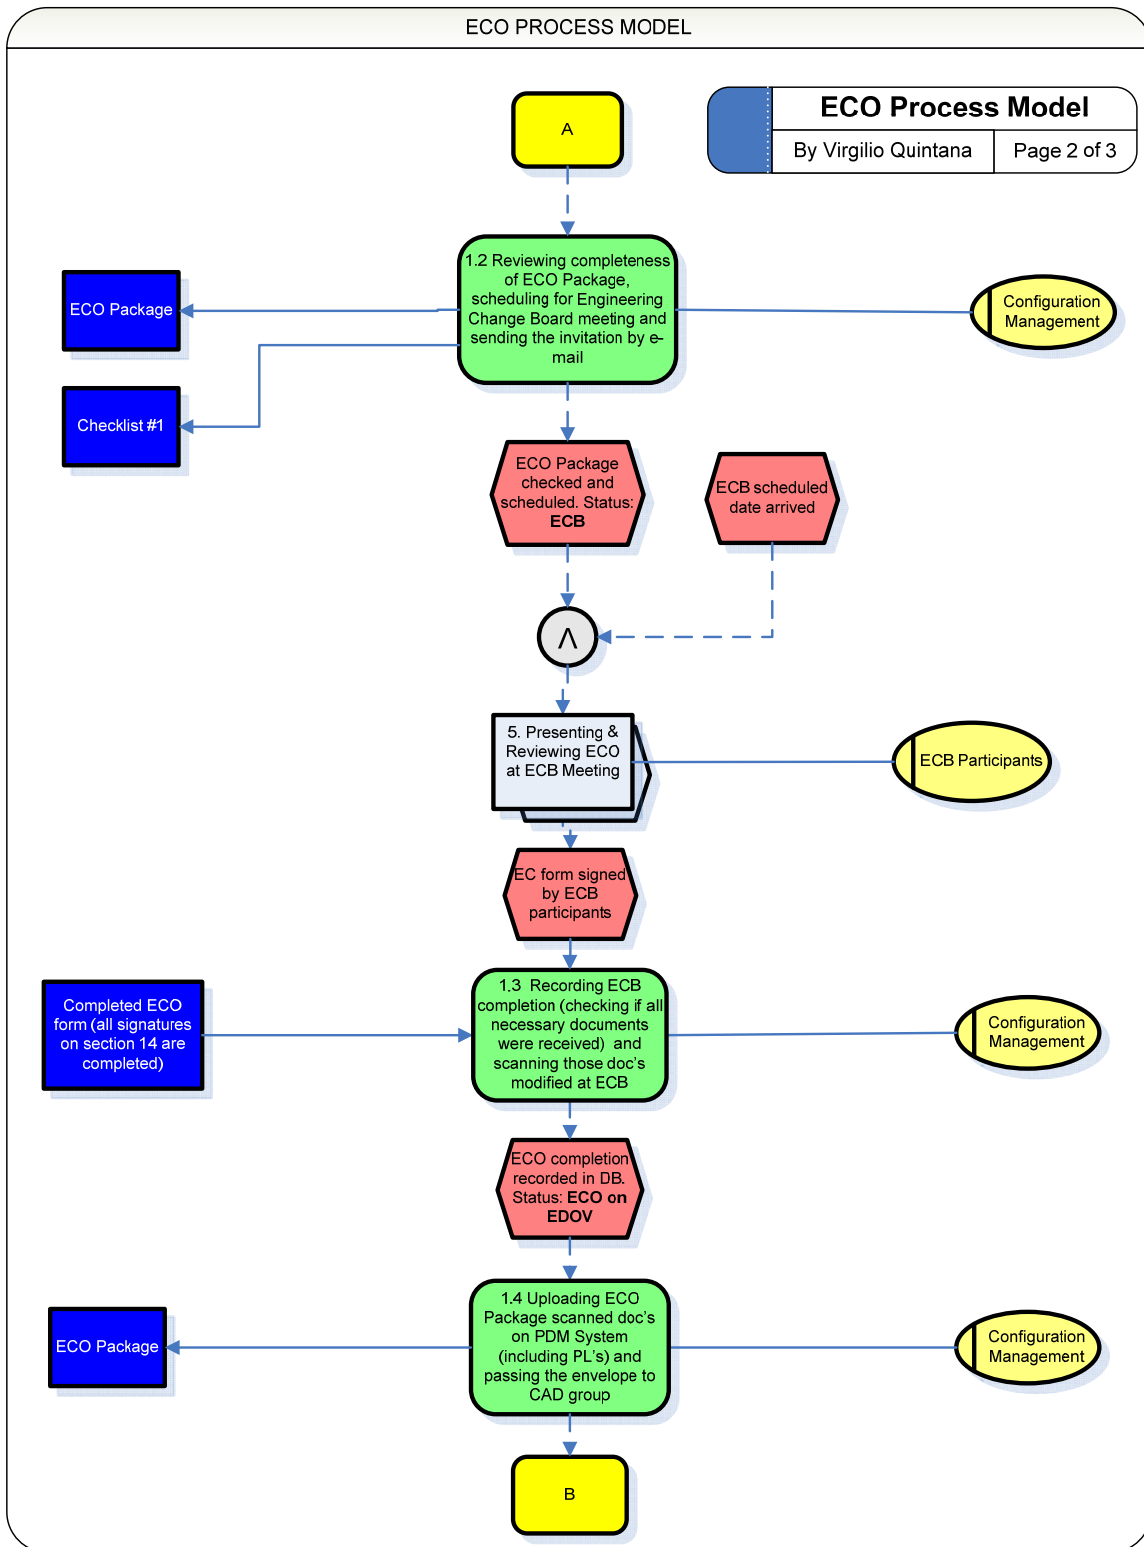 ECO PROCESS MODEL
ECO Process Model
By Virgilio Quintana
Page 2 of 3
A
1.2 Reviewing completeness
of ECO Package,
scheduling for Engineering
Change Board meeting and
sending the invitation by e-
mail
ECO Package
Configuration
Management
Checklist #1
ECO Package
checked and
scheduled. Status:
ECB
ECB scheduled
date arrived
Λ
5. Presenting &
Reviewing ECO
at ECB Meeting
ECB Participants
EC form signed
by ECB
participants
Completed ECO
form (all signatures
on section 14 are
completed)
1.3 Recording ECB
completion (checking if all
necessary documents
were received) and
scanning those doc's
modified at ECB
Configuration
Management
ECO completion
recorded in DB.
Status: ECO on
EDOV
1.4 Uploading ECO
Package scanned doc's
on PDM System
(including PL's) and
passing the envelope to
CAD group
ECO Package
Configuration
Management
B